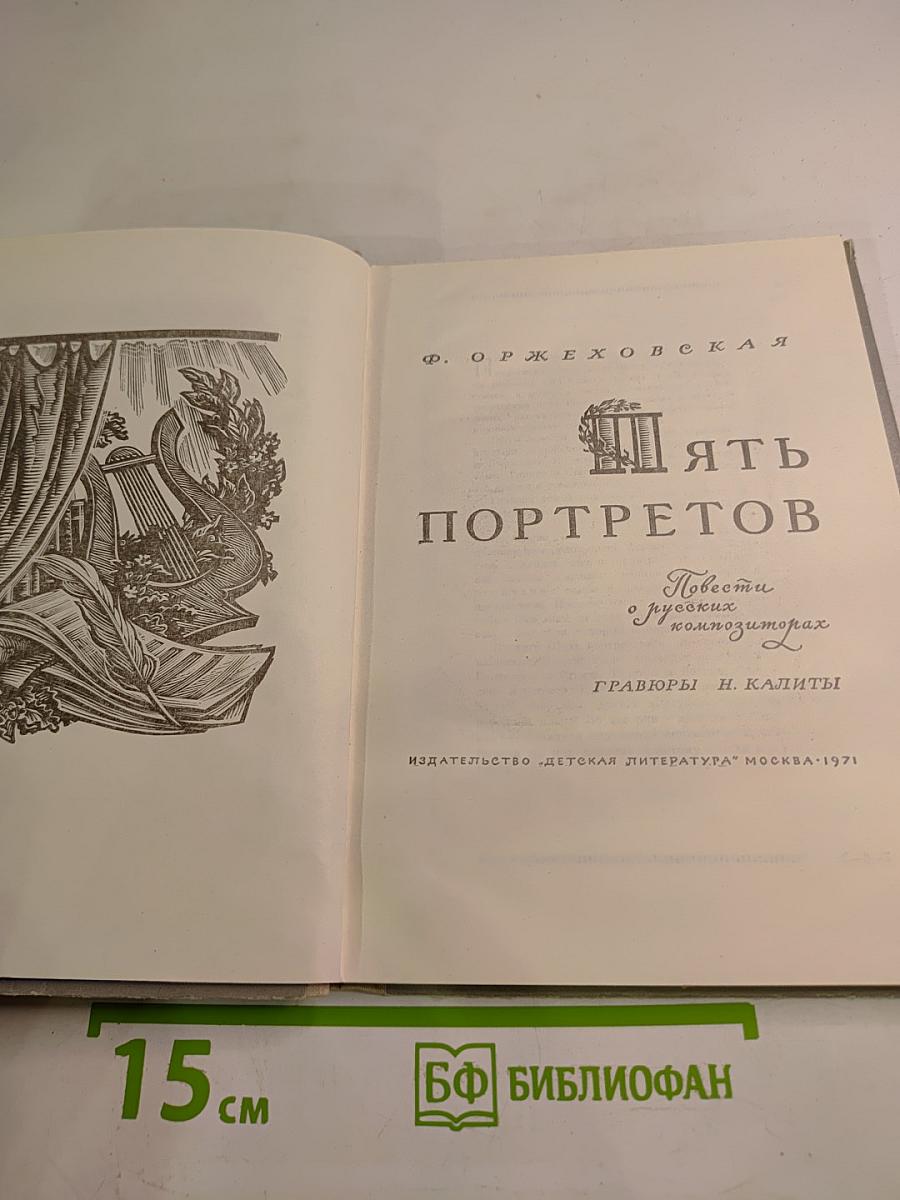 Ф. ОРЖЕХОВСКАЯ
ПЯТЬ
ПОРТРЕТОВ
Повести
о русских
композиторах
ГРАВЮРЫ Н. КАЛИТЫ
ИЗДАТЕЛЬСТВО „ДЕТСКАЯ ЛИТЕРАТУРА" МОСКВА·1971
15 см
БФ БИБЛИОФАН